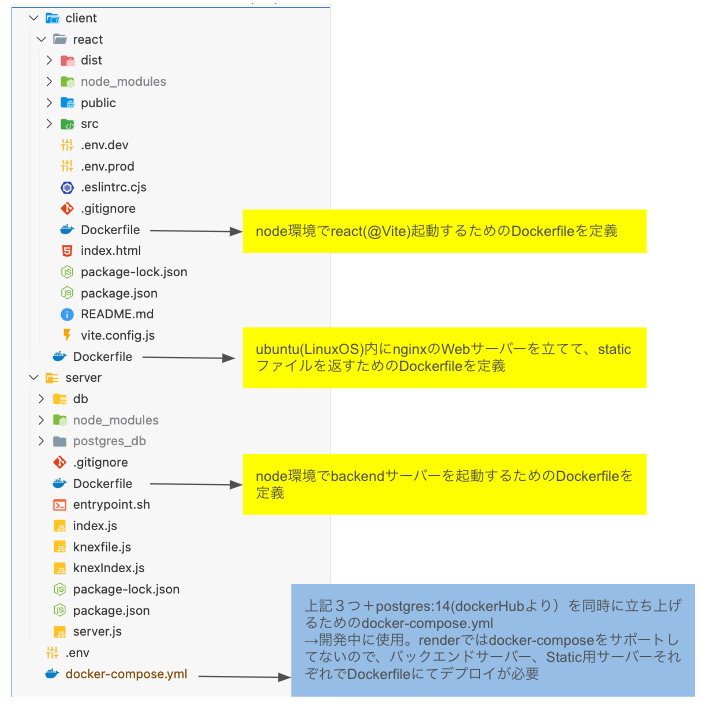 client
react
dist
node_modules
public
src
.env.dev
.env.prod
.eslintrc.cjs
.gitignore
Dockerfile
node環境でreact(@Vite)起動するためのDockerfileを定義
index.html
package-lock.json
package.json
README.md
vite.config.js
Dockerfile
ubuntu(LinuxOS)内にnginxのWebサーバーを立てて、static
ファイルを返すためのDockerfileを定義
server
db
node_modules
postgres_db
.gitignore
Dockerfile
node環境でbackendサーバーを起動するためのDockerfileを
定義
entrypoint.sh
index.js
knexfile.js
knexIndex.js
package-lock.json
package.json
server.js
.env
docker-compose.yml
上記３つ＋postgres:14(dockerHubより）を同時に立ち上げ
るためのdocker-compose.yml
→開発中に使用。renderではdocker-composeをサポートし
てないので、バックエンドサーバー、Static用サーバーそれ
ぞれでDockerfileにてデプロイが必要